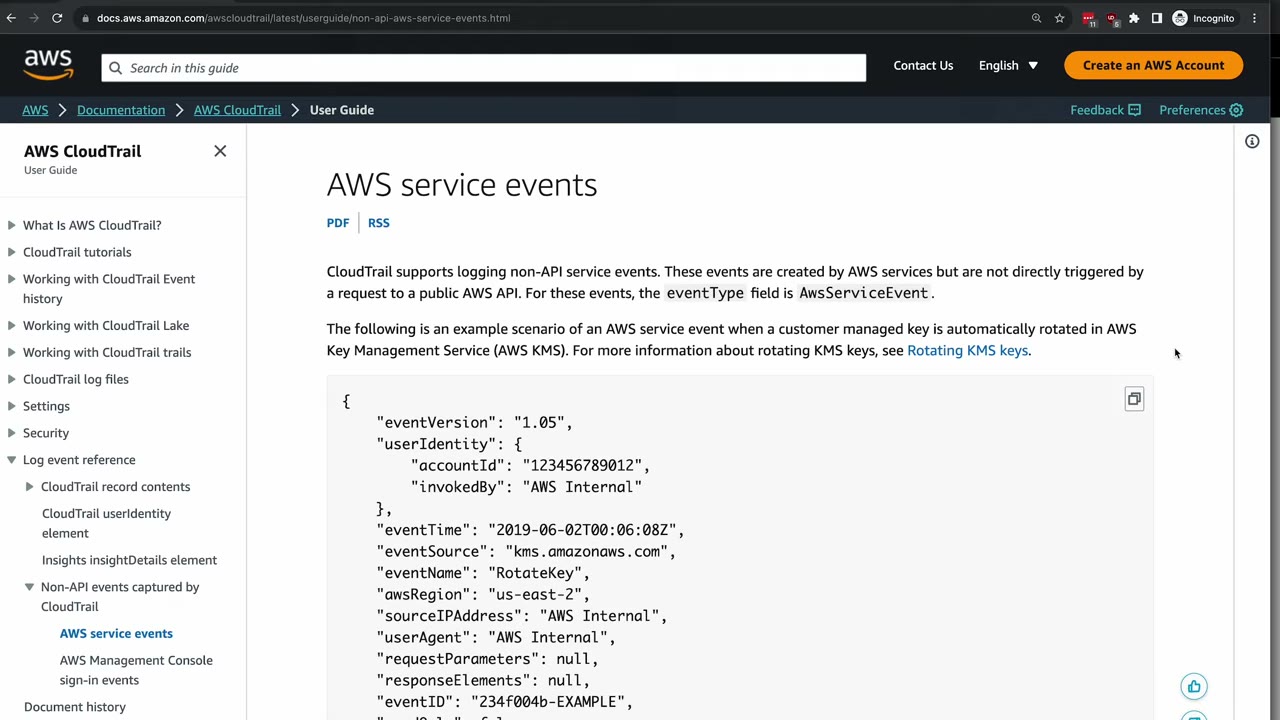 docs.aws.amazon.com/awscloudtrail/latest/userguide/non-api-aws-service-events.html
11
6
Incognito
aws
Search in this guide
Contact Us
English
Create an AWS Account
AWS
Documentation
AWS CloudTrail
User Guide
Feedback
Preferences
AWS CloudTrail
User Guide
What Is AWS CloudTrail?
CloudTrail tutorials
Working with CloudTrail Event
history
Working with CloudTrail Lake
Working with CloudTrail trails
CloudTrail log files
Settings
Security
Log event reference
CloudTrail record contents
CloudTrail userIdentity
element
Insights insightDetails element
Non-API events captured by
CloudTrail
AWS service events
AWS Management Console
sign-in events
Document history
AWS service events
PDF
RSS
CloudTrail supports logging non-API service events. These events are created by AWS services but are not directly triggered by
a request to a public AWS API. For these events, the eventType field is AwsServiceEvent.
The following is an example scenario of an AWS service event when a customer managed key is automatically rotated in AWS
Key Management Service (AWS KMS). For more information about rotating KMS keys, see Rotating KMS keys.
{
"eventVersion": "1.05",
"userIdentity": {
"accountId": "123456789012",
"invokedBy": "AWS Internal"
},
"eventTime": "2019-06-02T00:06:08Z",
"eventSource": "kms.amazonaws.com",
"eventName": "RotateKey",
"awsRegion": "us-east-2",
"sourceIPAddress": "AWS Internal",
"userAgent": "AWS Internal",
"requestParameters": null,
"responseElements": null,
"eventID": "234f004b-EXAMPLE",